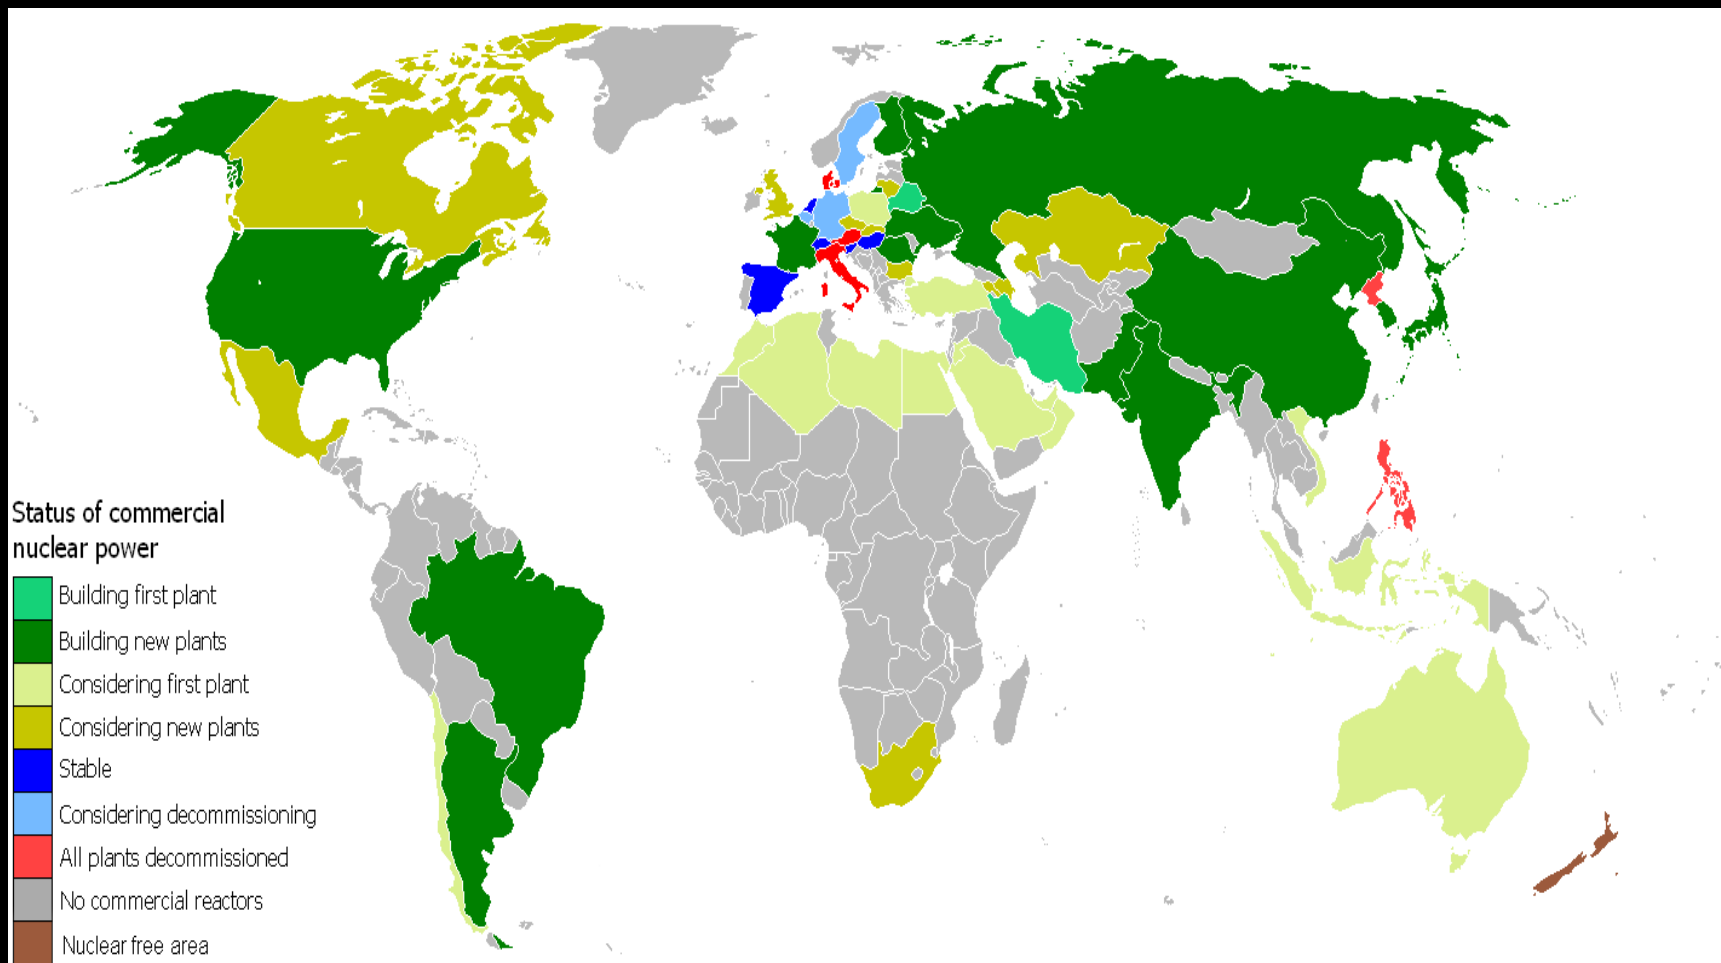 Status of commercial
nuclear power
Building first plant
Building new plants
Considering first plant
Considering new plants
Stable
Considering decommissioning
All plants decommissioned
No commercial reactors
Nuclear free area